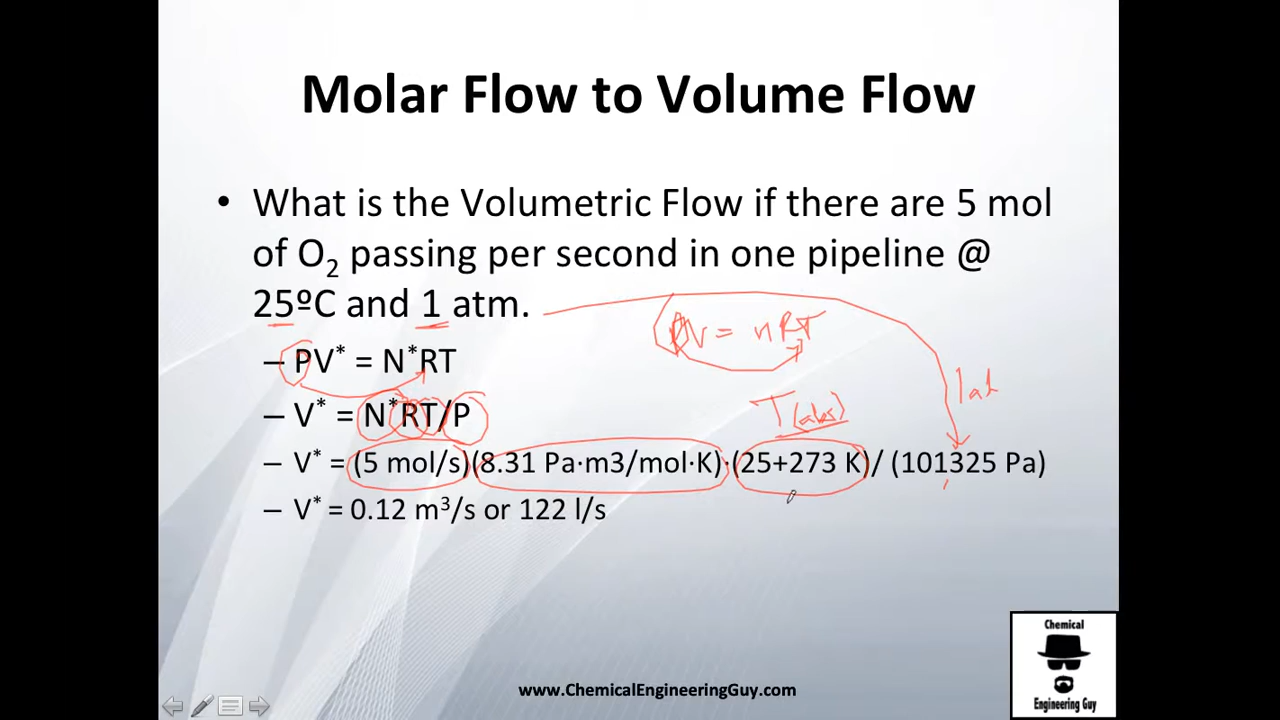 Molar Flow to Volume Flow
• What is the Volumetric Flow if there are 5 mol
of O₂ passing per second in one pipeline @
25ºC and 1 atm.
PV = nRT
– PV* = N*RT
1 at
T(abs)
– V* = N*RT/P
– V* = (5 mol/s)(8.31 Pa·m3/mol·K)·(25+273 K)/ (101325 Pa)
– V* = 0.12 m³/s or 122 l/s
Chemical
Engineering Guy
www.ChemicalEngineeringGuy.com